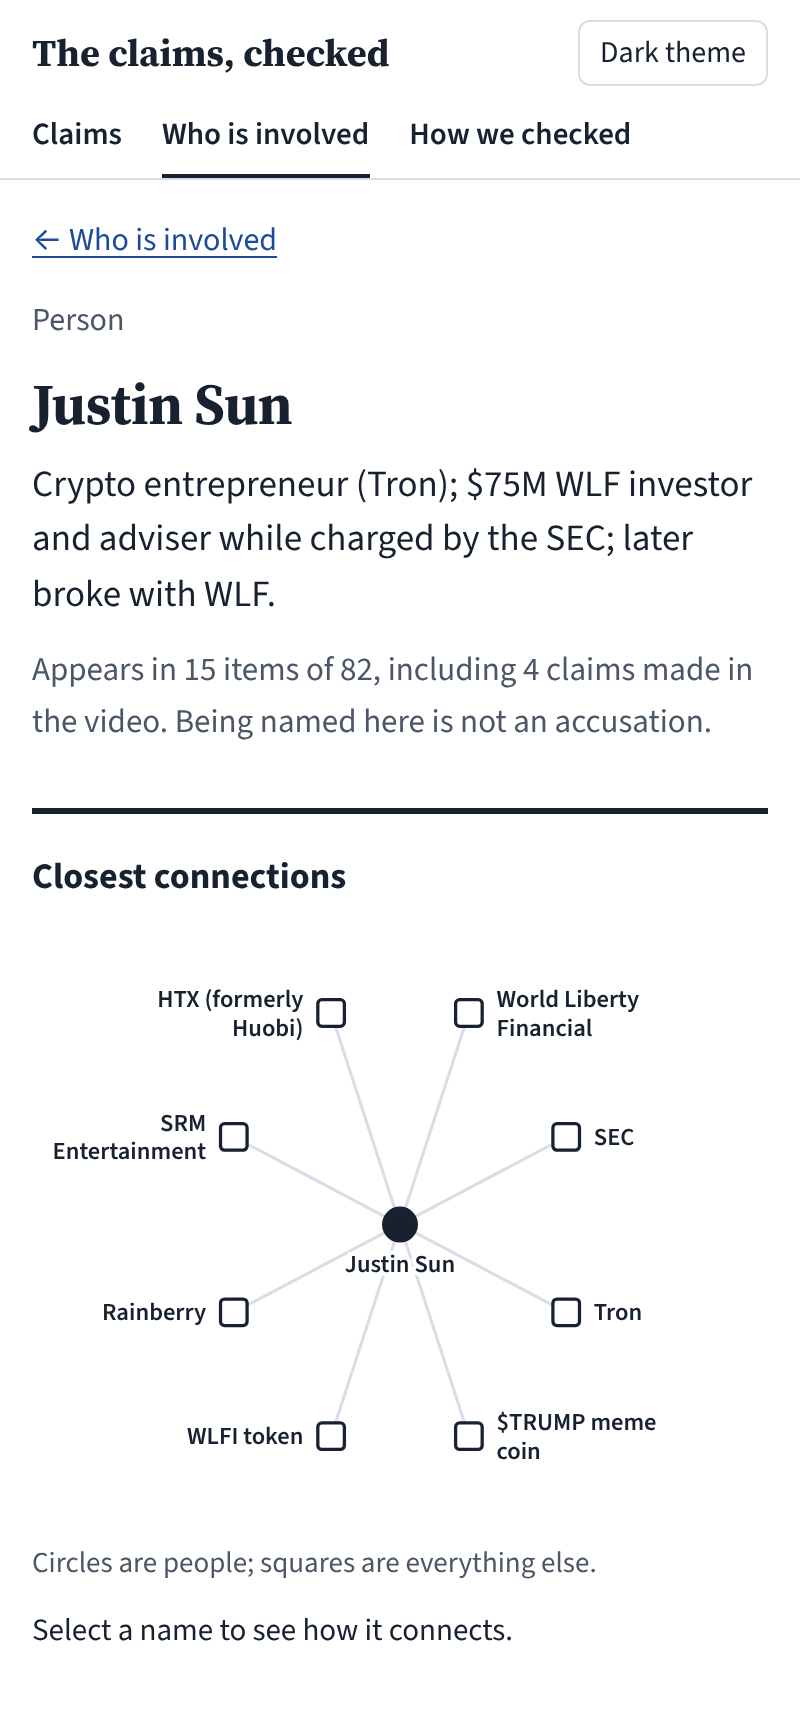 The claims, checked
Dark theme
Claims
Who is involved
How we checked
← Who is involved
Person
Justin Sun
Crypto entrepreneur (Tron); $75M WLF investor
and adviser while charged by the SEC; later
broke with WLF.
Appears in 15 items of 82, including 4 claims made in
the video. Being named here is not an accusation.
Closest connections
HTX (formerly
Huobi)
World Liberty
Financial
SRM
Entertainment
SEC
Justin Sun
Rainberry
Tron
WLFI token
$TRUMP meme
coin
Circles are people; squares are everything else.
Select a name to see how it connects.